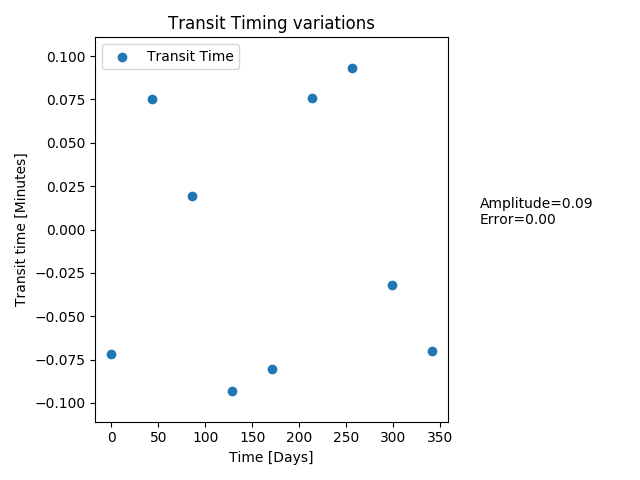 Transit Timing variations
Transit Time
0.100
0.075
0.050
0.025
0.000
−0.025
−0.050
−0.075
−0.100
Transit time [Minutes]
0 50 100 150 200 250 300 350
Time [Days]
Amplitude=0.09
Error=0.00